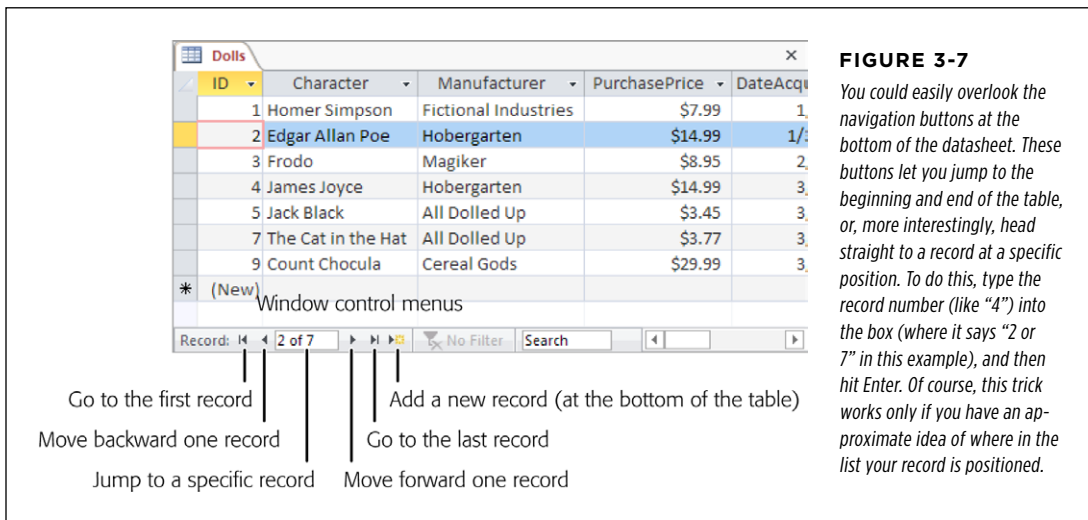 Dolls
ID Character Manufacturer PurchasePrice DateAcqu
1 Homer Simpson Fictional Industries $7.99 1,
2 Edgar Allan Poe Hobergarten $14.99 1/
3 Frodo Magiker $8.95 2,
4 James Joyce Hobergarten $14.99 3,
5 Jack Black All Dolled Up $3.45 3,
7 The Cat in the Hat All Dolled Up $3.77 3,
9 Count Chocula Cereal Gods $29.99 3,
* (New)
Window control menus
Record: 2 of 7 No Filter Search
Go to the first record
Add a new record (at the bottom of the table)
Move backward one record
Go to the last record
Jump to a specific record
Move forward one record
FIGURE 3-7
You could easily overlook the
navigation buttons at the
bottom of the datasheet. These
buttons let you jump to the
beginning and end of the table,
or, more interestingly, head
straight to a record at a specific
position. To do this, type the
record number (like “4”) into
the box (where it says “2 or
7” in this example), and then
hit Enter. Of course, this trick
works only if you have an ap-
proximate idea of where in the
list your record is positioned.